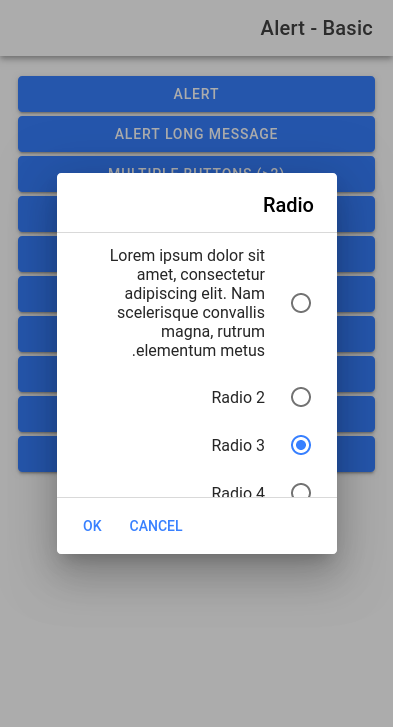 Alert - Basic
ALERT
ALERT LONG MESSAGE
MULTIPLE BUTTONS (>2)
Radio
Lorem ipsum dolor sit
amet, consectetur
adipiscing elit. Nam
scelerisque convallis
magna, rutrum
.elementum metus
Radio 2
Radio 3
Radio 4
OK CANCEL